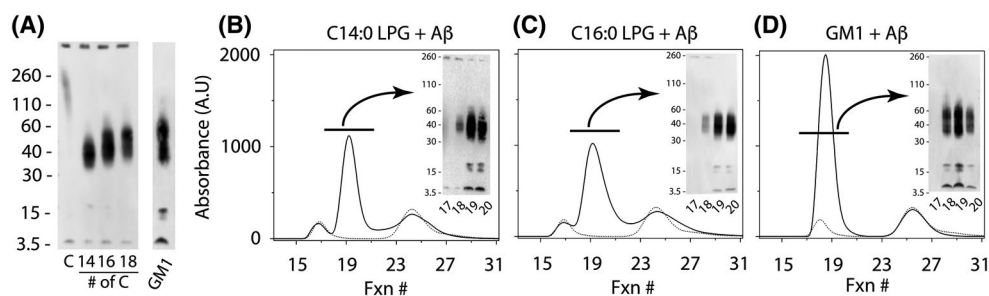 (A)
260 -
110 -
60 -
40 -
30 -
15 -
3.5 -
C 14 16 18
# of C
GM1
(B)
C14:0 LPG + Aβ
Absorbance (A.U)
2000
1000
0
260 -
110 -
60 -
40 -
30 -
15 -
3.5 -
17 18 19 20
15 19 23 27 31
Fxn #
(C)
C16:0 LPG + Aβ
260 -
110 -
60 -
40 -
30 -
15 -
3.5 -
17 18 19 20
15 19 23 27 31
Fxn #
(D)
GM1 + Aβ
260 -
110 -
60 -
40 -
30 -
15 -
3.5 -
17 18 19 20
15 19 23 27 31
Fxn #